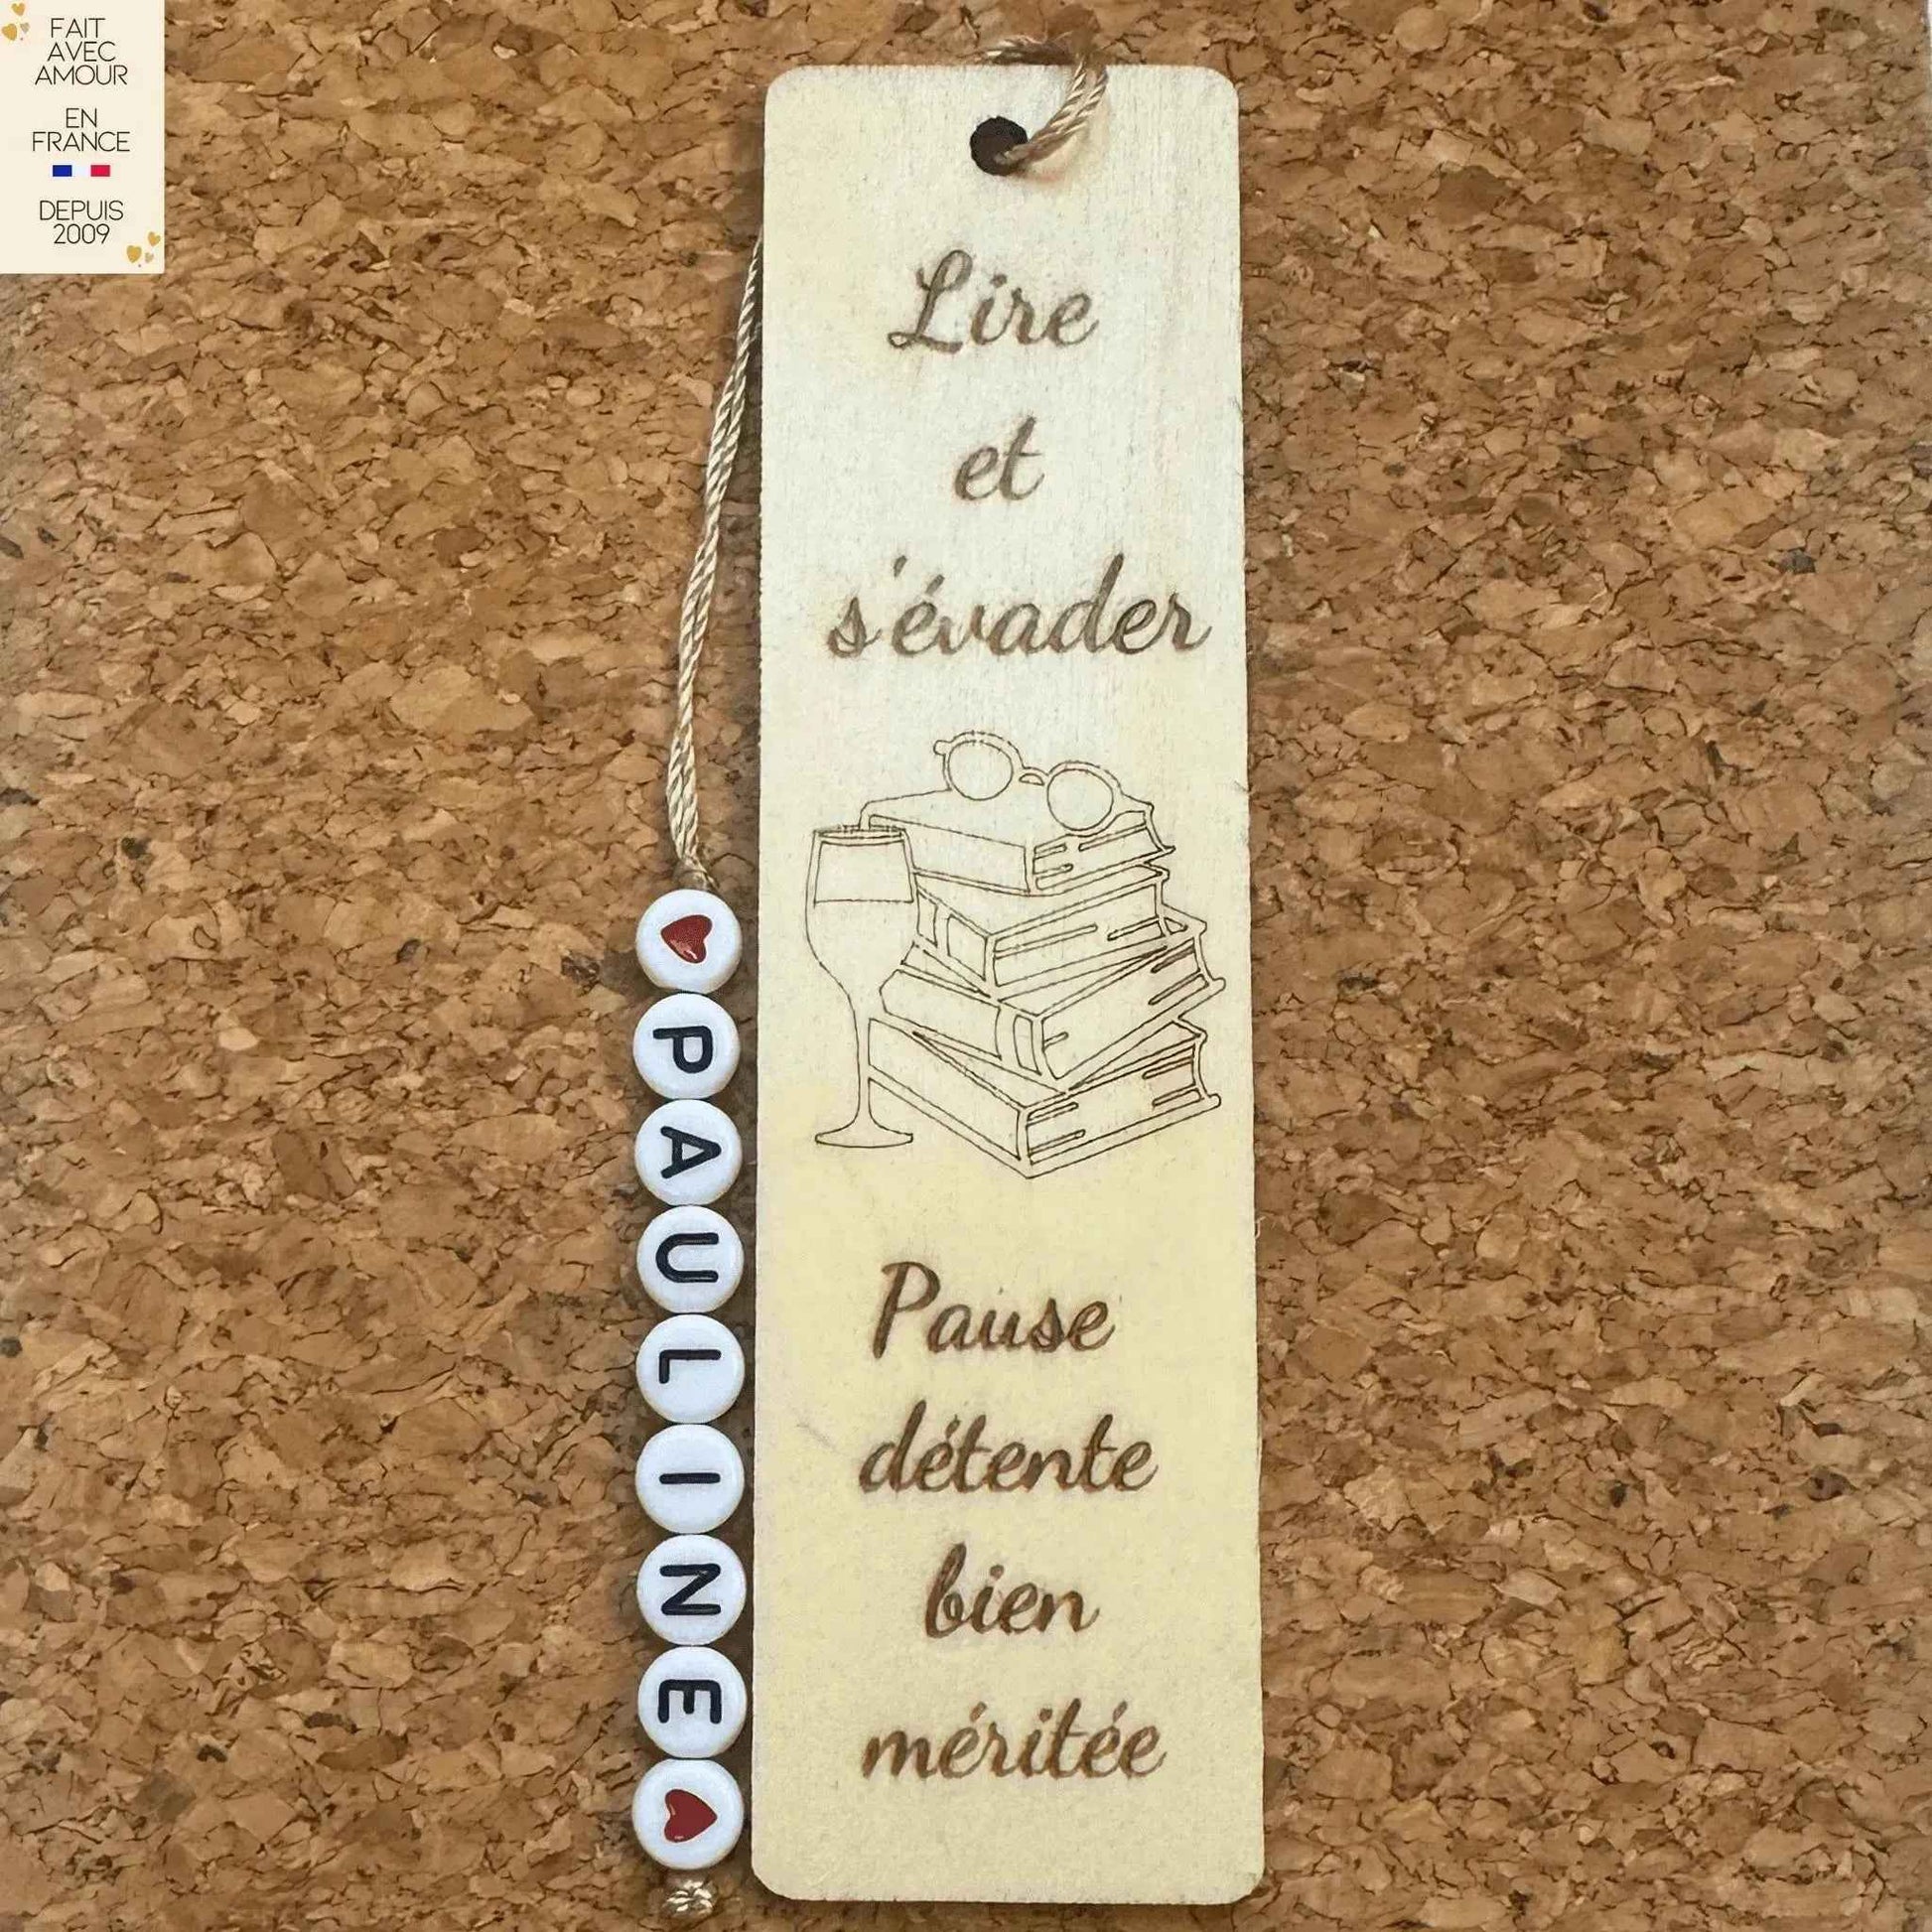 FAIT
AVEC
AMOUR
EN
FRANCE
DEPUIS
2009
Lire
et
s'évader
PAULINE
Pause
détente
bien
méritée